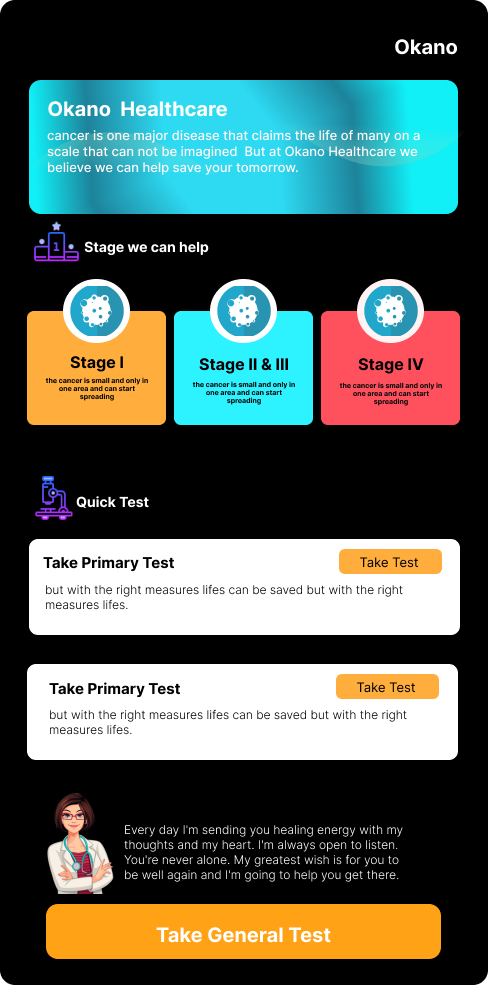 Okano
Okano  Healthcare
cancer is one major disease that claims the life of many on a
scale that can not be imagined  But at Okano Healthcare we
believe we can help save your tomorrow.
1
Stage we can help
Stage I
the cancer is small and only in
one area and can start
spreading
Stage II & III
the cancer is small and only in
one area and can start
spreading
Stage IV
the cancer is small and only in
one area and can start
spreading
Quick Test
Take Primary Test
Take Test
but with the right measures lifes can be saved but with the right
measures lifes.
Take Primary Test
Take Test
but with the right measures lifes can be saved but with the right
measures lifes.
Every day I'm sending you healing energy with my
thoughts and my heart. I'm always open to listen.
You're never alone. My greatest wish is for you to
be well again and I'm going to help you get there.
Take General Test